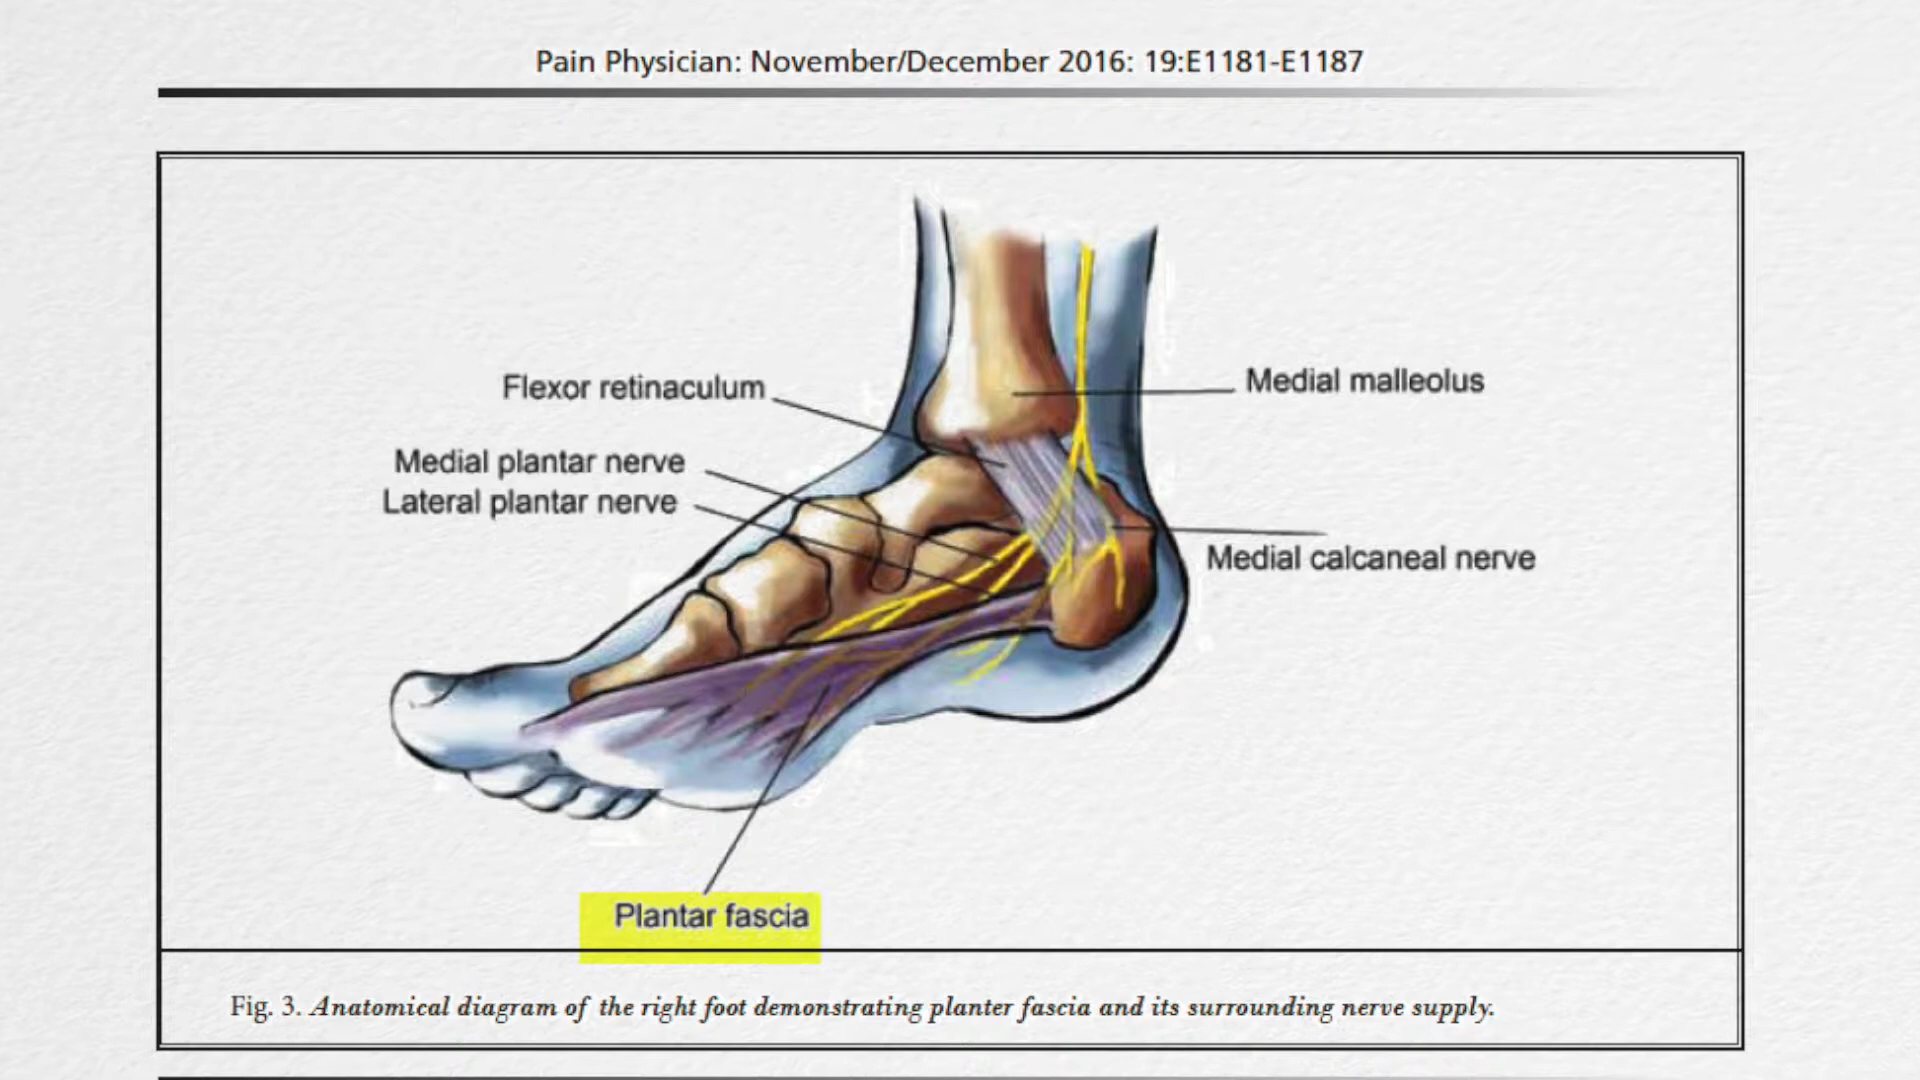 Pain Physician: November/December 2016: 19:E1181-E1187
Flexor retinaculum
Medial malleolus
Medial plantar nerve
Lateral plantar nerve
Medial calcaneal nerve
Plantar fascia
Fig. 3. Anatomical diagram of the right foot demonstrating planter fascia and its surrounding nerve supply.